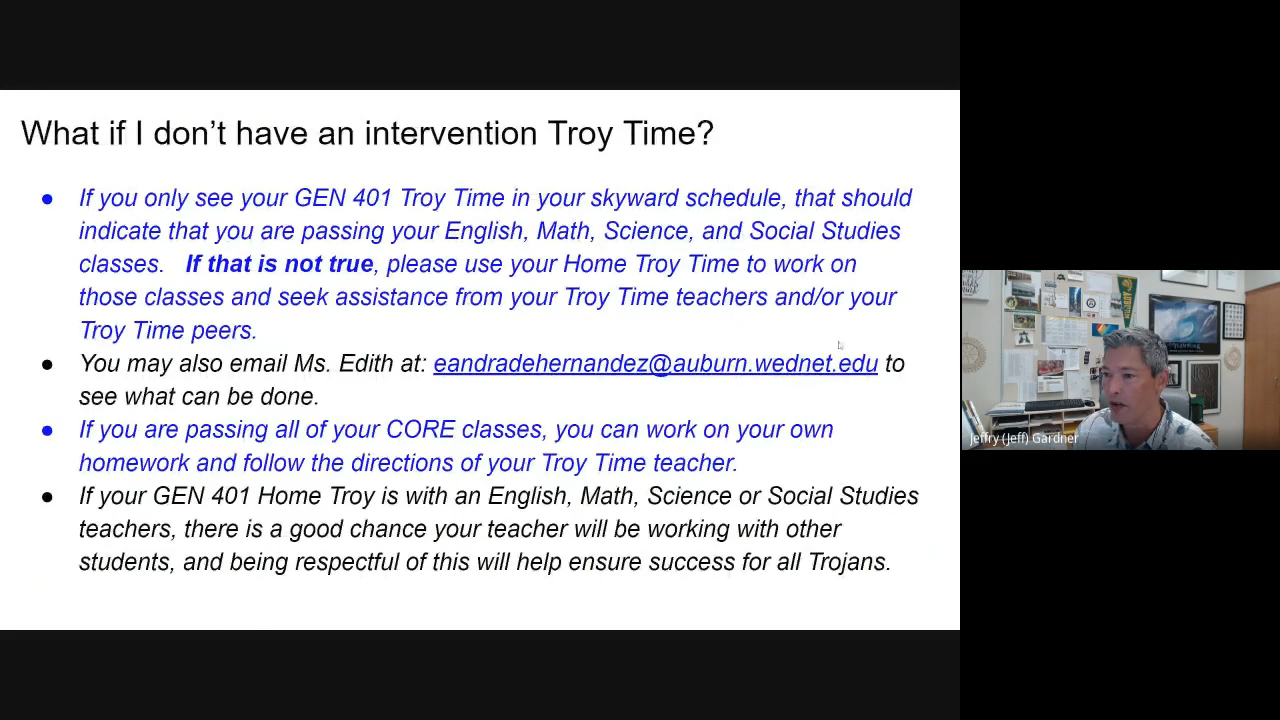 What if I don't have an intervention Troy Time?
● If you only see your GEN 401 Troy Time in your skyward schedule, that should
indicate that you are passing your English, Math, Science, and Social Studies
classes. If that is not true, please use your Home Troy Time to work on
those classes and seek assistance from your Troy Time teachers and/or your
Troy Time peers.
● You may also email Ms. Edith at: eandradehernandez@auburn.wednet.edu to
see what can be done.
● If you are passing all of your CORE classes, you can work on your own
homework and follow the directions of your Troy Time teacher.
● If your GEN 401 Home Troy is with an English, Math, Science or Social Studies
teachers, there is a good chance your teacher will be working with other
students, and being respectful of this will help ensure success for all Trojans.
Jeffry (Jeff) Gardner